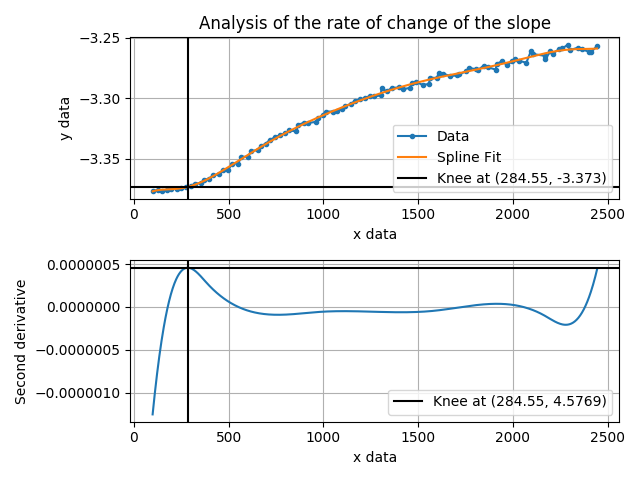 Analysis of the rate of change of the slope
−3.25
−3.30
−3.35
y data
Data
Spline Fit
Knee at (284.55, -3.373)
0 500 1000 1500 2000 2500
x data
0.0000005
0.0000000
−0.0000005
−0.0000010
Second derivative
Knee at (284.55, 4.5769)
0 500 1000 1500 2000 2500
x data